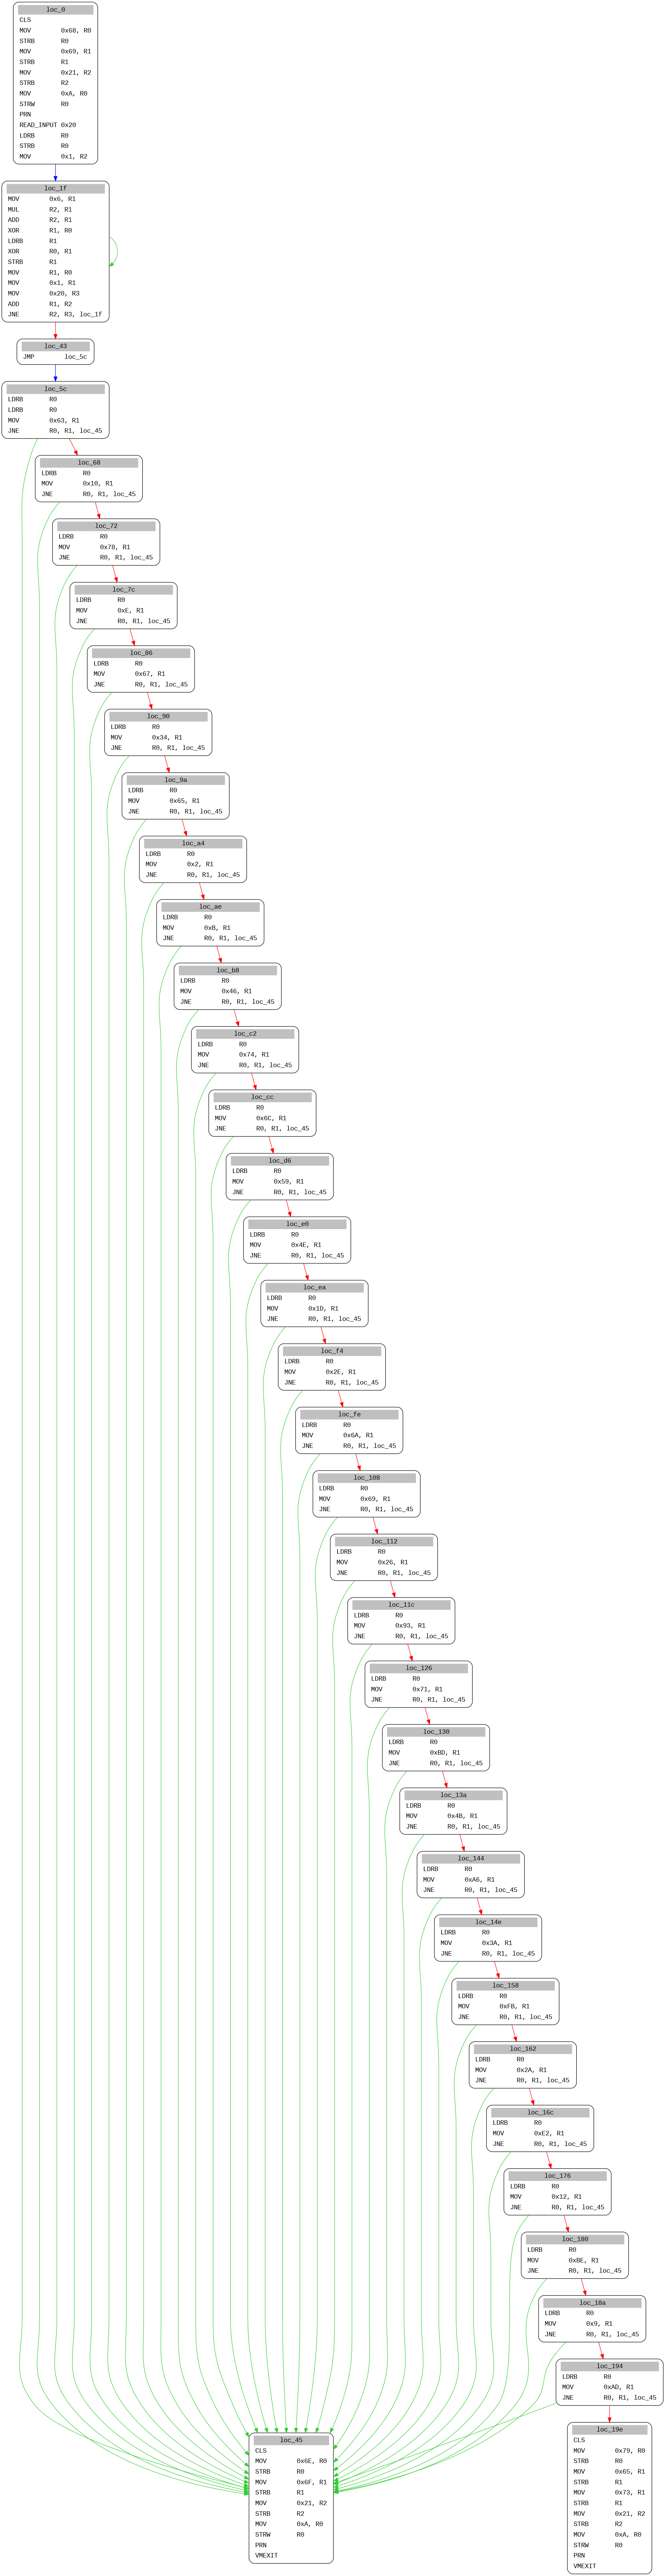 loc_0
CLS
MOV 0x68, R0
STRB R0
MOV 0x69, R1
STRB R1
MOV 0x21, R2
STRB R2
MOV 0xA, R0
STRW R0
PRN
READ_INPUT 0x20
LDRB R0
STRB R0
MOV 0x1, R2
loc_1f
MOV 0x6, R1
MUL R2, R1
ADD R2, R1
XOR R1, R0
LDRB R1
XOR R0, R1
STRB R1
MOV R1, R0
MOV 0x1, R1
MOV 0x20, R3
ADD R1, R2
JNE R2, R3, loc_1f
loc_43
JMP loc_5c
loc_5c
LDRB R0
LDRB R0
MOV 0x63, R1
JNE R0, R1, loc_45
loc_68
LDRB R0
MOV 0x10, R1
JNE R0, R1, loc_45
loc_72
LDRB R0
MOV 0x78, R1
JNE R0, R1, loc_45
loc_7c
LDRB R0
MOV 0xE, R1
JNE R0, R1, loc_45
loc_86
LDRB R0
MOV 0x67, R1
JNE R0, R1, loc_45
loc_90
LDRB R0
MOV 0x34, R1
JNE R0, R1, loc_45
loc_9a
LDRB R0
MOV 0x65, R1
JNE R0, R1, loc_45
loc_a4
LDRB R0
MOV 0x2, R1
JNE R0, R1, loc_45
loc_ae
LDRB R0
MOV 0xB, R1
JNE R0, R1, loc_45
loc_b8
LDRB R0
MOV 0x46, R1
JNE R0, R1, loc_45
loc_c2
LDRB R0
MOV 0x74, R1
JNE R0, R1, loc_45
loc_cc
LDRB R0
MOV 0x6C, R1
JNE R0, R1, loc_45
loc_d6
LDRB R0
MOV 0x59, R1
JNE R0, R1, loc_45
loc_e0
LDRB R0
MOV 0x4E, R1
JNE R0, R1, loc_45
loc_ea
LDRB R0
MOV 0x1D, R1
JNE R0, R1, loc_45
loc_f4
LDRB R0
MOV 0x2E, R1
JNE R0, R1, loc_45
loc_fe
LDRB R0
MOV 0x6A, R1
JNE R0, R1, loc_45
loc_108
LDRB R0
MOV 0x69, R1
JNE R0, R1, loc_45
loc_112
LDRB R0
MOV 0x26, R1
JNE R0, R1, loc_45
loc_11c
LDRB R0
MOV 0x93, R1
JNE R0, R1, loc_45
loc_126
LDRB R0
MOV 0x71, R1
JNE R0, R1, loc_45
loc_130
LDRB R0
MOV 0xBD, R1
JNE R0, R1, loc_45
loc_13a
LDRB R0
MOV 0x4B, R1
JNE R0, R1, loc_45
loc_144
LDRB R0
MOV 0xA6, R1
JNE R0, R1, loc_45
loc_14e
LDRB R0
MOV 0x3A, R1
JNE R0, R1, loc_45
loc_158
LDRB R0
MOV 0xFB, R1
JNE R0, R1, loc_45
loc_162
LDRB R0
MOV 0x2A, R1
JNE R0, R1, loc_45
loc_16c
LDRB R0
MOV 0xE2, R1
JNE R0, R1, loc_45
loc_176
LDRB R0
MOV 0x12, R1
JNE R0, R1, loc_45
loc_180
LDRB R0
MOV 0xBE, R1
JNE R0, R1, loc_45
loc_18a
LDRB R0
MOV 0x9, R1
JNE R0, R1, loc_45
loc_194
LDRB R0
MOV 0xAD, R1
JNE R0, R1, loc_45
loc_45
CLS
MOV 0x6E, R0
STRB R0
MOV 0x6F, R1
STRB R1
MOV 0x21, R2
STRB R2
MOV 0xA, R0
STRW R0
PRN
VMEXIT
loc_19e
CLS
MOV 0x79, R0
STRB R0
MOV 0x65, R1
STRB R1
MOV 0x73, R1
STRB R1
MOV 0x21, R2
STRB R2
MOV 0xA, R0
STRW R0
PRN
VMEXIT